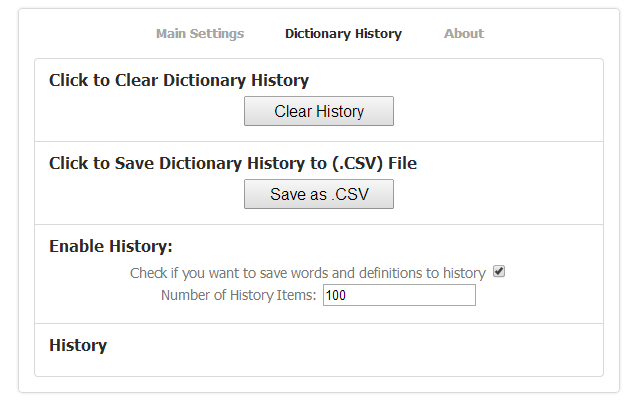 Main Settings Dictionary History About
Click to Clear Dictionary History
Clear History
Click to Save Dictionary History to (.CSV) File
Save as .CSV
Enable History:
Check if you want to save words and definitions to history
Number of History Items: 100
History